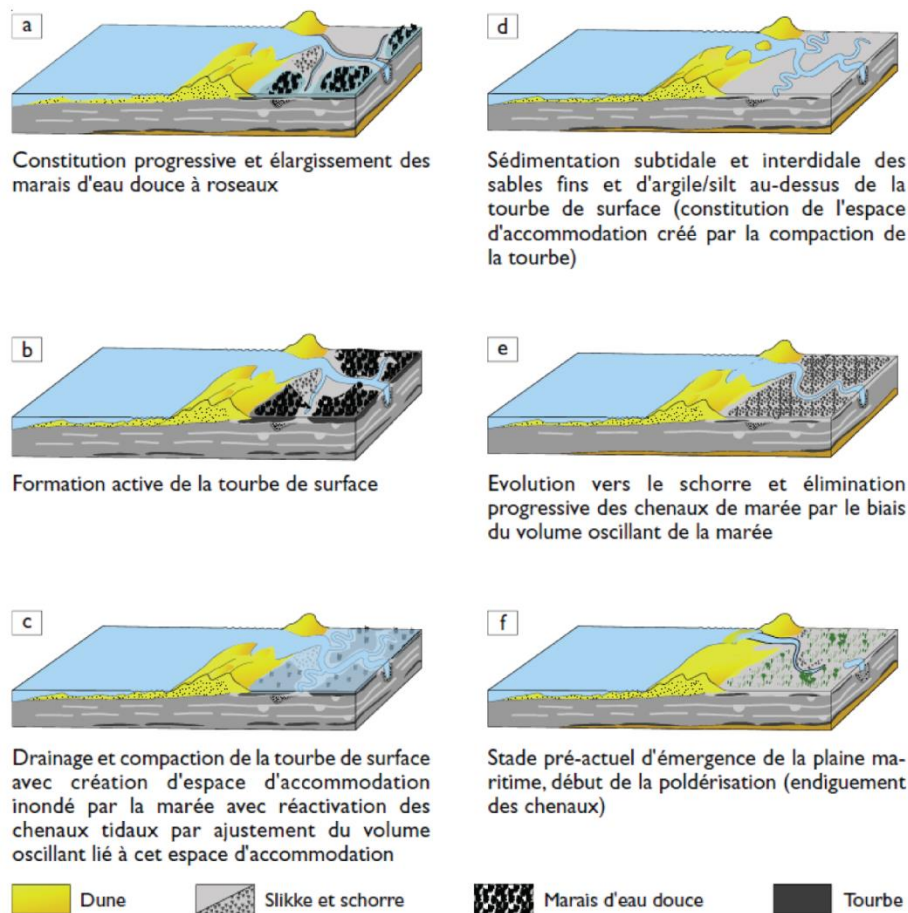 a
Constitution progressive et élargissement des
marais d'eau douce à roseaux
b
Formation active de la tourbe de surface
c
Drainage et compaction de la tourbe de surface
avec création d'espace d'accommodation
inondé par la marée avec réactivation des
chenaux tidaux par ajustement du volume
oscillant lié à cet espace d'accommodation
d
Sédimentation subtidale et interdidale des
sables fins et d'argile/silt au-dessus de la
tourbe de surface (constitution de l'espace
d'accommodation créé par la compaction de
la tourbe)
e
Evolution vers le schorre et élimination
progressive des chenaux de marée par le biais
du volume oscillant de la marée
f
Stade pré-actuel d'émergence de la plaine ma-
ritime, début de la poldérisation (endiguement
des chenaux)
Dune
Slikke et schorre
Marais d'eau douce
Tourbe